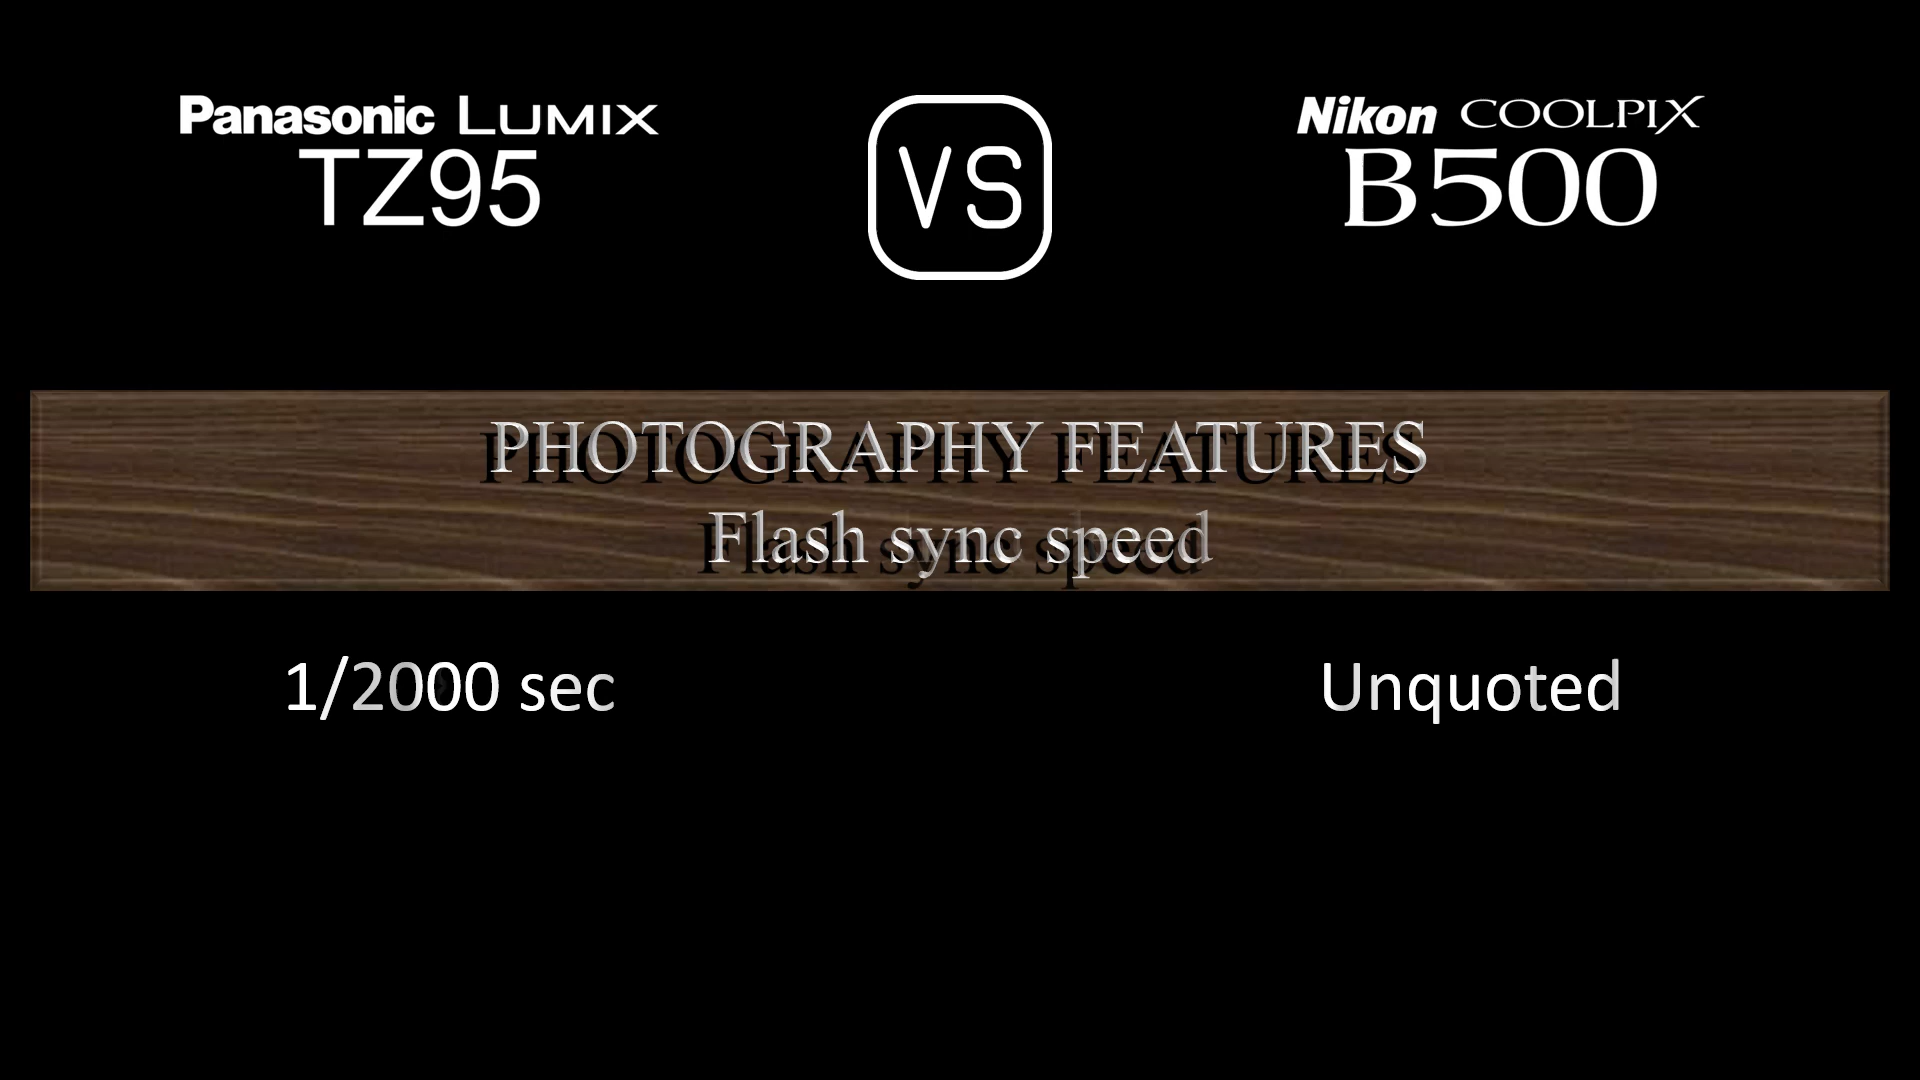 Panasonic LUMIX
TZ95
VS
Nikon COOLPIX
B500
PHOTOGRAPHY FEATURES
Flash sync speed
1/2000 sec
Unquoted